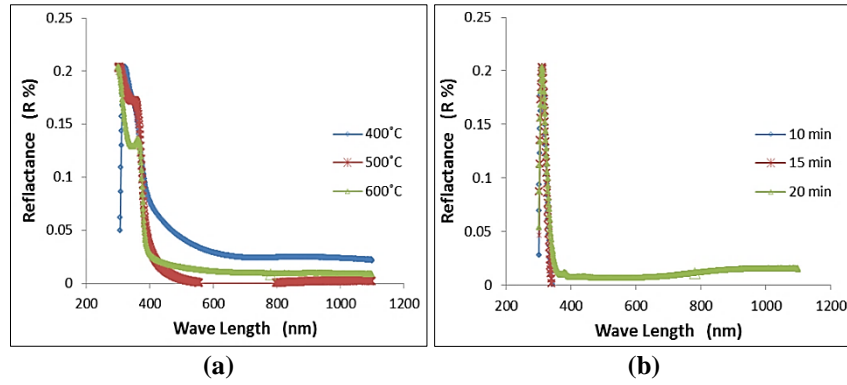 0.25
0.2
0.15
0.1
0.05
0
200
400
600
800
1000
1200
Reflactance (R %)
Wave Length (nm)
400˚C
500˚C
600˚C
(a)
0.25
0.2
0.15
0.1
0.05
0
200
400
600
800
1000
1200
Reflactance (R %)
Wave Length (nm)
10 min
15 min
20 min
(b)